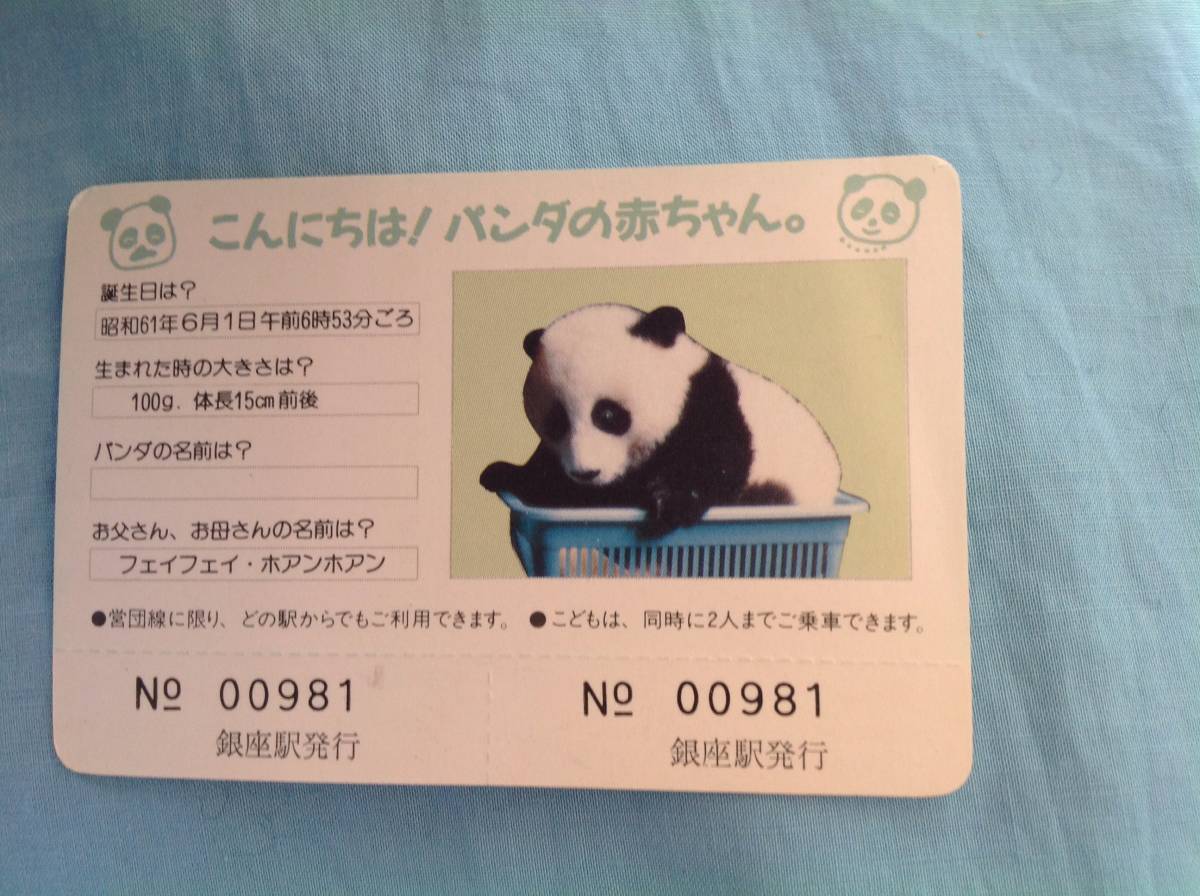 こんにちは!パンダの赤ちゃん。
誕生日は?
昭和61年6月1日午前6時53分ごろ
生まれた時の大きさは?
100g. 体長15cm前後
パンダの名前は?
お父さん、お母さんの名前は?
フェイフェイ・ホアンホアン
●営団線に限り、どの駅からでもご利用できます。 ●こどもは、同時に2人までご乗車できます。
№ 00981
銀座駅発行
№ 00981
銀座駅発行